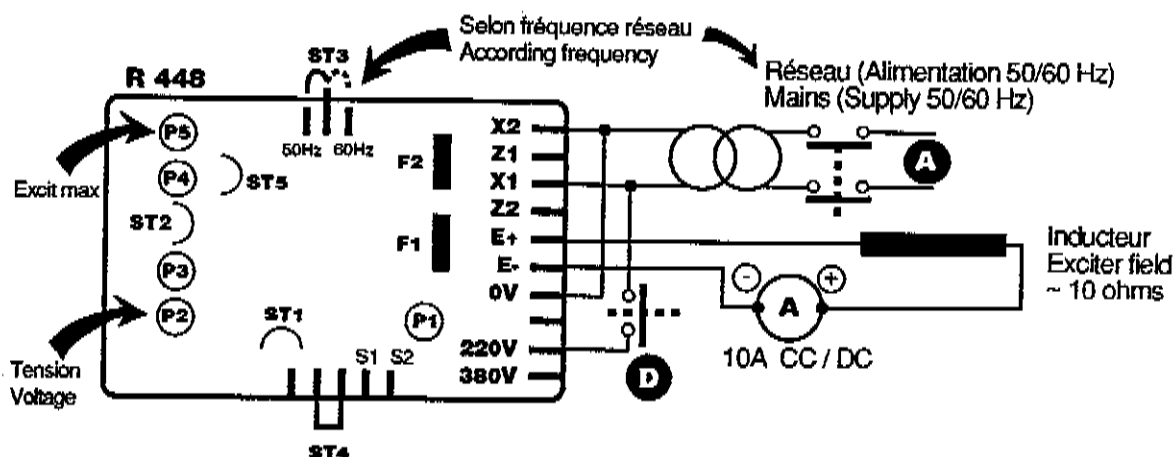 Selon fréquence réseau
According frequency
ST3
R 448
Réseau (Alimentation 50/60 Hz)
Mains (Supply 50/60 Hz)
P5
50Hz
60Hz
X2
F2
Z1
A
Excit max
P4
ST5
X1
ST2
Z2
F1
E+
Inducteur
Exciter field
~ 10 ohms
P3
E-
- +
0V
P2
ST1
P1
A
10A CC / DC
220V
S1 S2
Tension
Voltage
380V
D
ST4